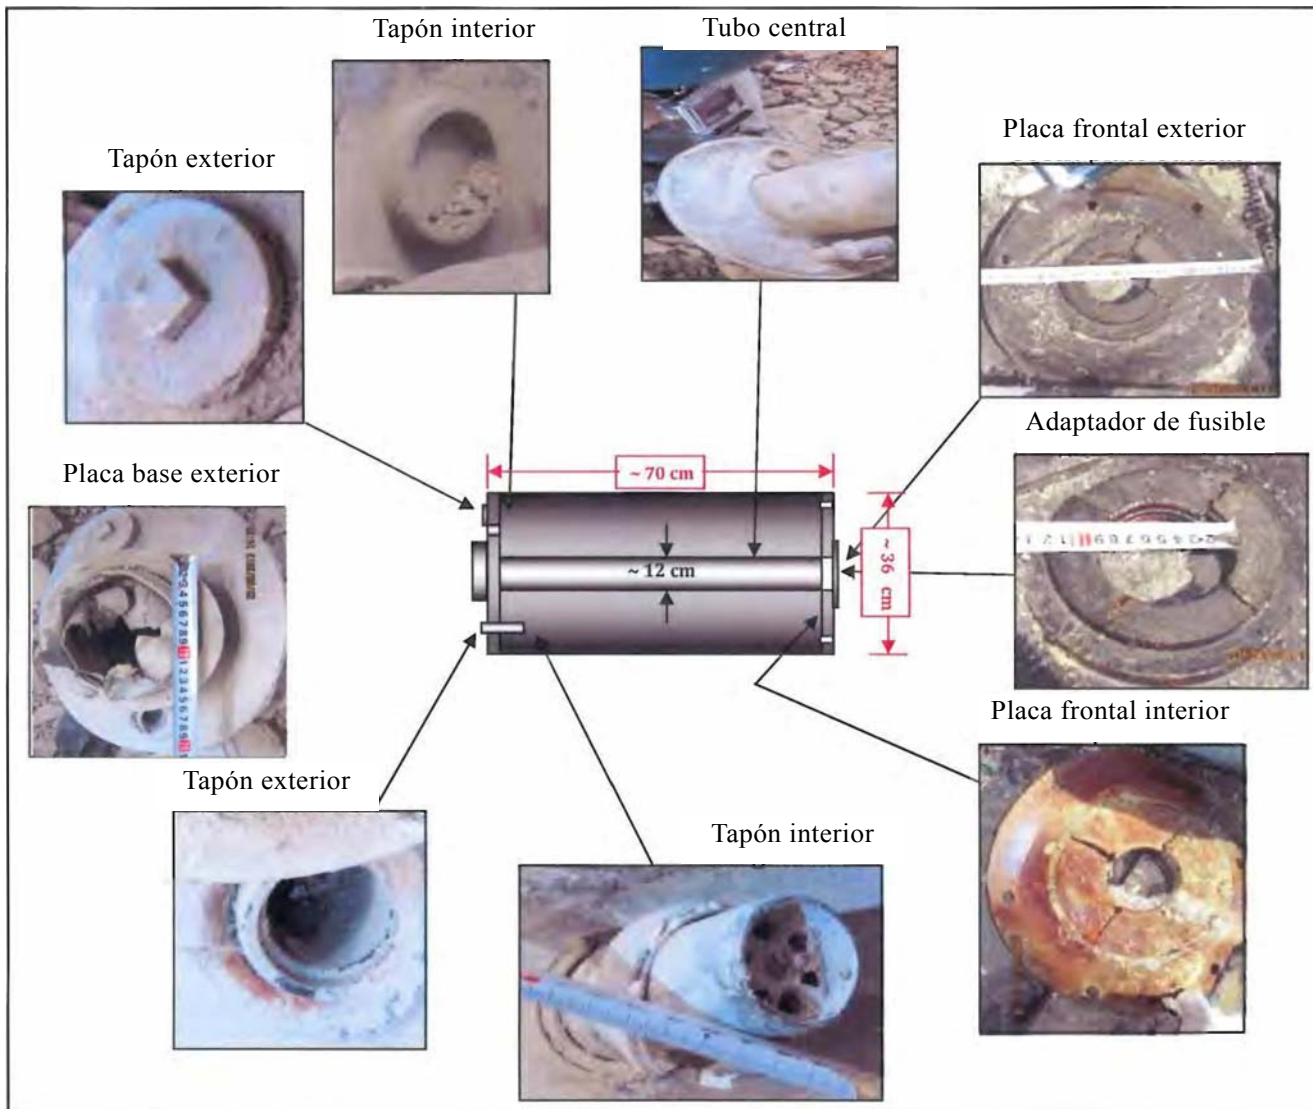 Tapón interior
Tubo central
Placa frontal exterior
Tapón exterior
Adaptador de fusible
Placa base exterior
~ 70 cm
~ 12 cm
~ 36 cm
Placa frontal interior
Tapón exterior
Tapón interior